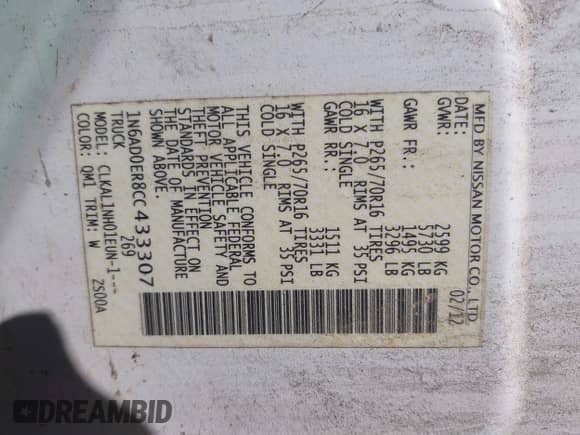 MFD BY NISSAN MOTOR CO., LTD.
DATE: 02/12
GVWR: 2599 KG
5730 LB
GAWR FR.: 1495 KG
3296 LB
WITH P265/70R16 TIRES
16 X 7.0 RIMS AT 35 PSI
COLD SINGLE
GAWR RR.: 1511 KG
3331 LB
WITH P265/70R16 TIRES
16 X 7.0 RIMS AT 35 PSI
COLD SINGLE
THIS VEHICLE CONFORMS TO
ALL APPLICABLE FEDERAL
MOTOR VEHICLE SAFETY AND
THEFT PREVENTION
STANDARDS IN EFFECT ON
THE DATE OF MANUFACTURE
SHOWN ABOVE.
1N6AD0ER8CC433307
TRUCK 269
MODEL: CLKAL1NH01EUN-1---
COLOR: QM1 TRIM: W 2S00A
DREAMBID